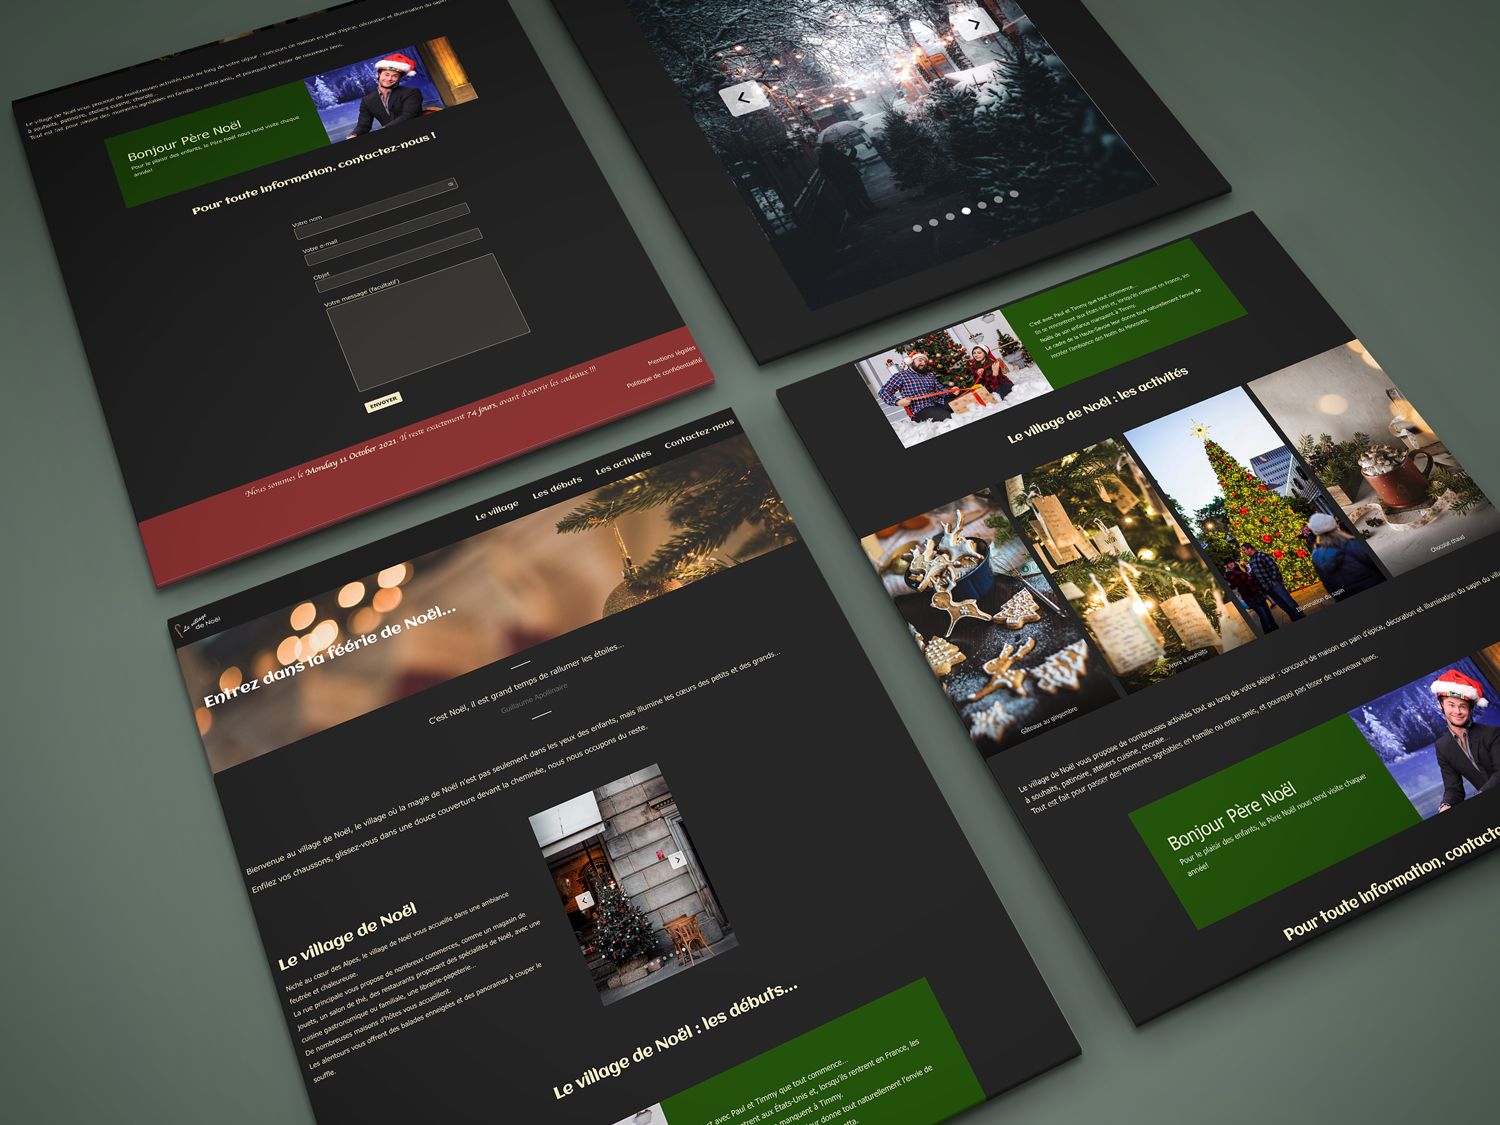 Le village de Noël vous propose de nombreuses activités tout au long de votre séjour : concours de maison en pain d'épice, décoration et illumination du sapin
à souhaits, patinoire, ateliers cuisine, chorale...
Tout est fait pour passer des moments agréables en famille ou entre amis, et pourquoi pas tisser de nouveaux liens.
Bonjour Père Noël
Pour le plaisir des enfants, le Père Noël nous rend visite chaque
année!
Pour toute information, contactez-nous !
Votre nom
Votre e-mail
Objet
Votre message (facultatif)
ENVOYER
Nous sommes le Monday 11 October 2021. Il reste exactement 74 jours, avant d'ouvrir les cadeaux !!!
Mentions légales
Politique de confidentialité
Le village
de Noël
Le village
Les débuts
Les activités
Contactez-nous
Entrez dans la féérie de Noël...
C'est Noël, il est grand temps de rallumer les étoiles...
Guillaume Apollinaire
Bienvenue au village de Noël, le village où la magie de Noël n'est pas seulement dans les yeux des enfants, mais illumine les cœurs des petits et des grands...
Enfilez vos chaussons, glissez-vous dans une douce couverture devant la cheminée, nous nous occupons du reste.
Le village de Noël
Niché au cœur des Alpes, le village de Noël vous accueille dans une ambiance
feutrée et chaleureuse.
La rue principale vous propose de nombreux commerces, comme un magasin de
jouets, un salon de thé, des restaurants proposant des spécialités de Noël, avec une
cuisine gastronomique ou familiale, une librairie-papeterie...
De nombreuses maisons d'hôtes vous accueillent.
Les alentours vous offrent des balades enneigées et des panoramas à couper le
souffle.
Le village de Noël : les débuts...
est avec Paul et Timmy que tout commence...
ntrent aux États-Unis et, lorsqu'ils rentrent en France, les
manquent à Timmy.
eur donne tout naturellement l'envie de
otta.
C'est avec Paul et Timmy que tout commence...
Ils se rencontrent aux États-Unis et, lorsqu'ils rentrent en France, les
Noëls de son enfance manquent à Timmy.
Le cadre de la Haute-Savoie leur donne tout naturellement l'envie de
monter l'ambiance des Noëls du Minesotta.
Le village de Noël : les activités
Gâteaux au gingembre
Arbre à souhaits
Illumination du sapin
Chocolat chaud
Le village de Noël vous propose de nombreuses activités tout au long de votre séjour : concours de maison en pain d'épice, décoration et illumination du sapin du villa
à souhaits, patinoire, ateliers cuisine, chorale...
Tout est fait pour passer des moments agréables en famille ou entre amis, et pourquoi pas tisser de nouveaux liens.
Bonjour Père Noël
Pour le plaisir des enfants, le Père Noël nous rend visite chaque
année!
Pour toute information, contacte